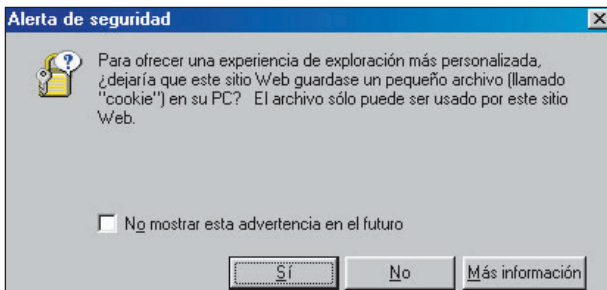 Alerta de seguridad
Para ofrecer una experiencia de exploración más personalizada,
¿dejaría que este sitio Web guardase un pequeño archivo (llamado
"cookie") en su PC? El archivo sólo puede ser usado por este sitio
Web.
No mostrar esta advertencia en el futuro
Sí No Más información